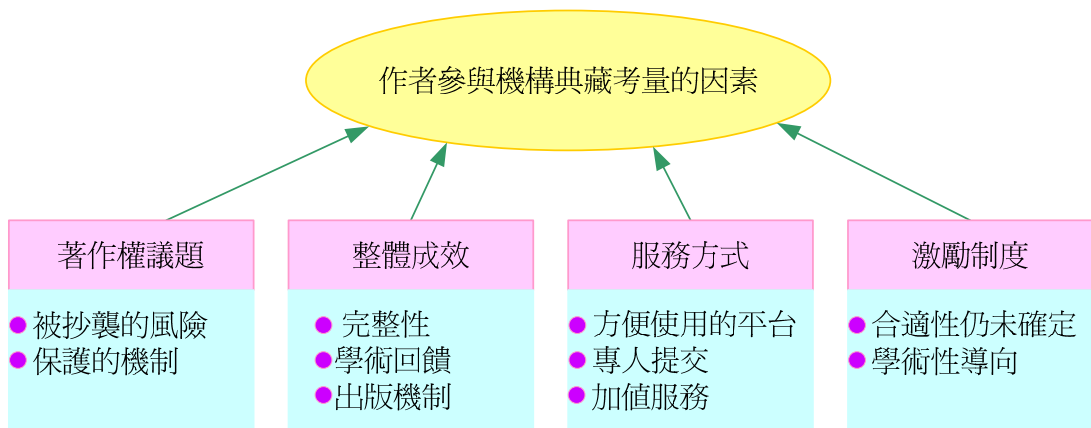 作者參與機構典藏考量的因素
著作權議題
被抄襲的風險
保護的機制
整體成效
完整性
學術回饋
出版機制
服務方式
方便使用的平台
專人提交
加值服務
激勵制度
合適性仍未確定
學術性導向